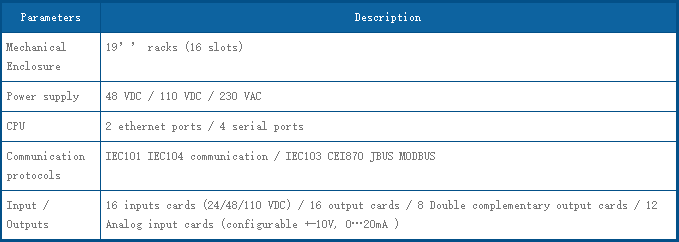 Parameters Description
Mechanical Enclosure 19’’ racks (16 slots)
Power supply 48 VDC / 110 VDC / 230 VAC
CPU 2 ethernet ports / 4 serial ports
Communication protocols IEC101 IEC104 communication / IEC103 CEI870 JBUS MODBUS
Input / Outputs 16 inputs cards (24/48/110 VDC) / 16 output cards / 8 Double complementary output cards / 12
Analog input cards (configurable +–10V, 0…20mA )